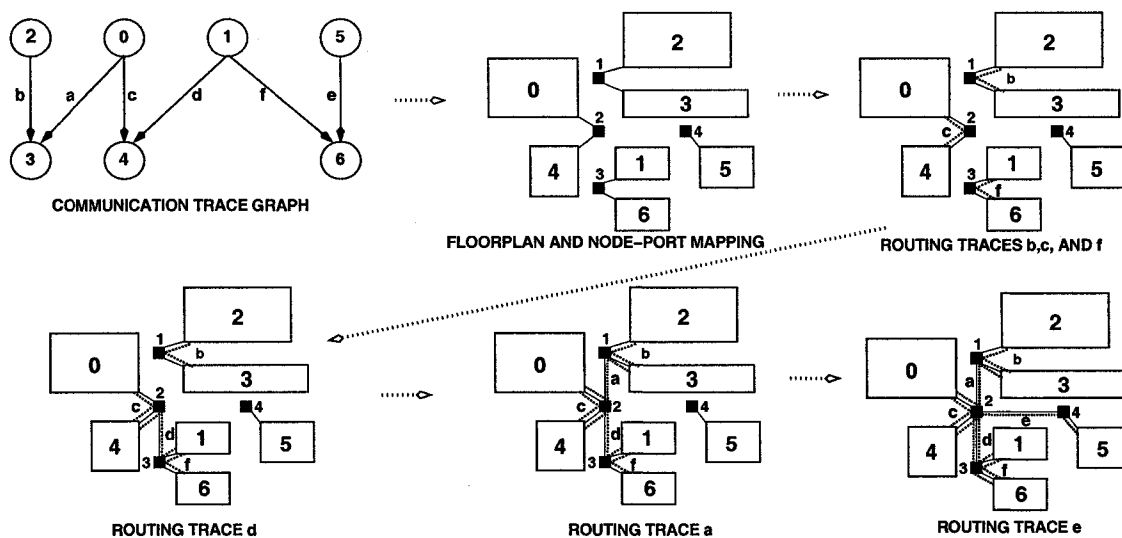 2 0 1 5
b a c d f e
3 4 6
COMMUNICATION TRACE GRAPH
2
1
0
3
2
4
4
1
5
3
6
FLOORPLAN AND NODE–PORT MAPPING
2
1
b
0
3
2
c
4
4
1
5
3
f
6
ROUTING TRACES b,c, AND f
2
1
b
0
3
2
c
4
d
4
1
5
3
f
6
ROUTING TRACE d
2
1
b
0
a
3
c
2
4
d
4
1
5
3
f
6
ROUTING TRACE a
2
1
b
0
a
3
2
c
4
e
d
4
1
5
3
f
6
ROUTING TRACE e